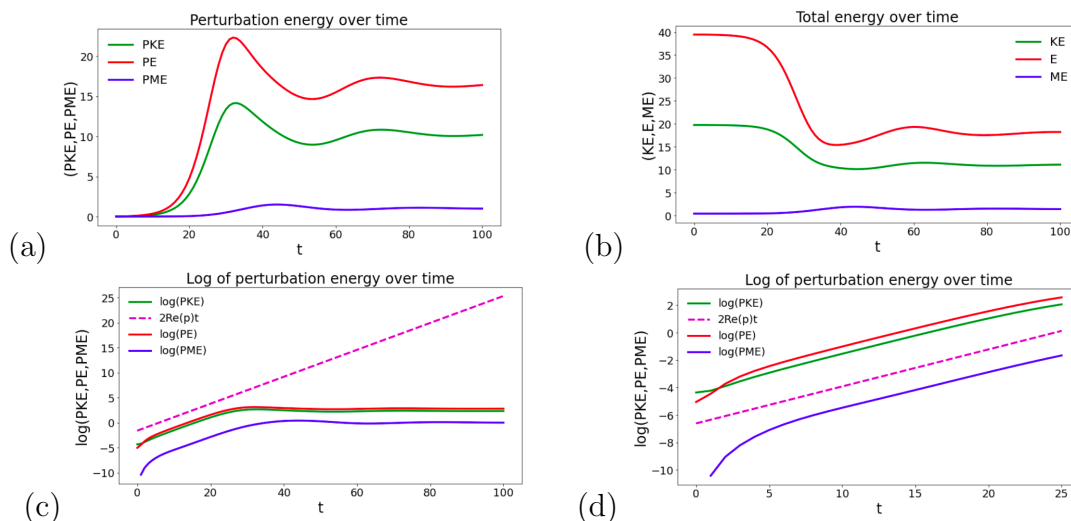 Perturbation energy over time
PKE
PE
PME
(PKE,PE,PME)
20
15
10
5
0
0 20 40 60 80 100
t
(a)
Total energy over time
KE
E
ME
(KE,E,ME)
40
35
30
25
20
15
10
5
0
0 20 40 60 80 100
t
(b)
Log of perturbation energy over time
log(PKE)
2Re(p)t
log(PE)
log(PME)
log(PKE,PE,PME)
25
20
15
10
5
0
−5
−10
0 20 40 60 80 100
t
(c)
Log of perturbation energy over time
log(PKE)
2Re(p)t
log(PE)
log(PME)
log(PKE,PE,PME)
2
0
−2
−4
−6
−8
−10
0 5 10 15 20 25
t
(d)